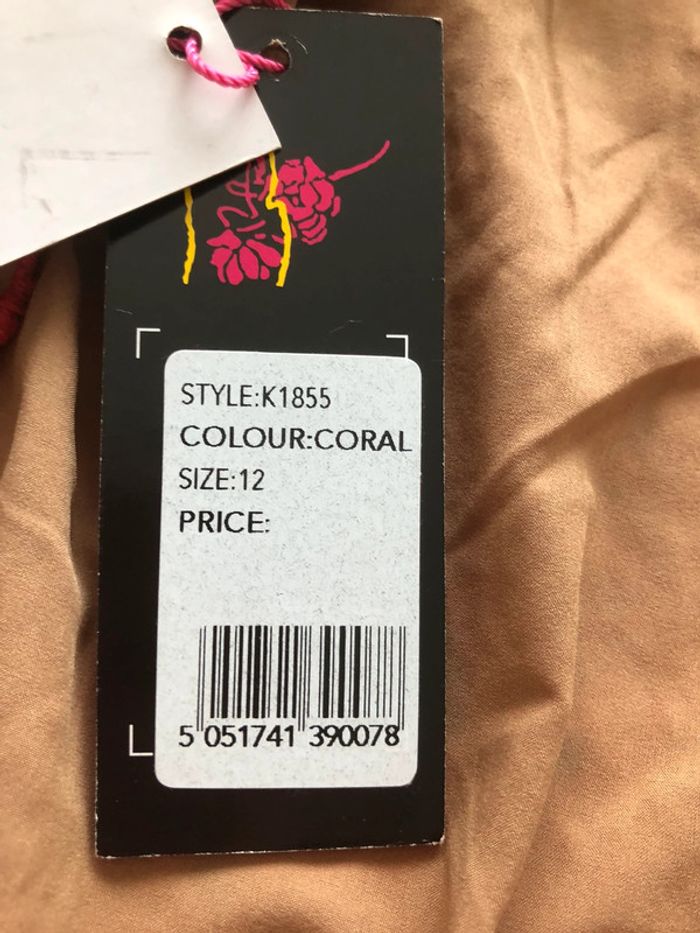 STYLE:K1855
COLOUR:CORAL
SIZE:12
PRICE:
5 051741 390078